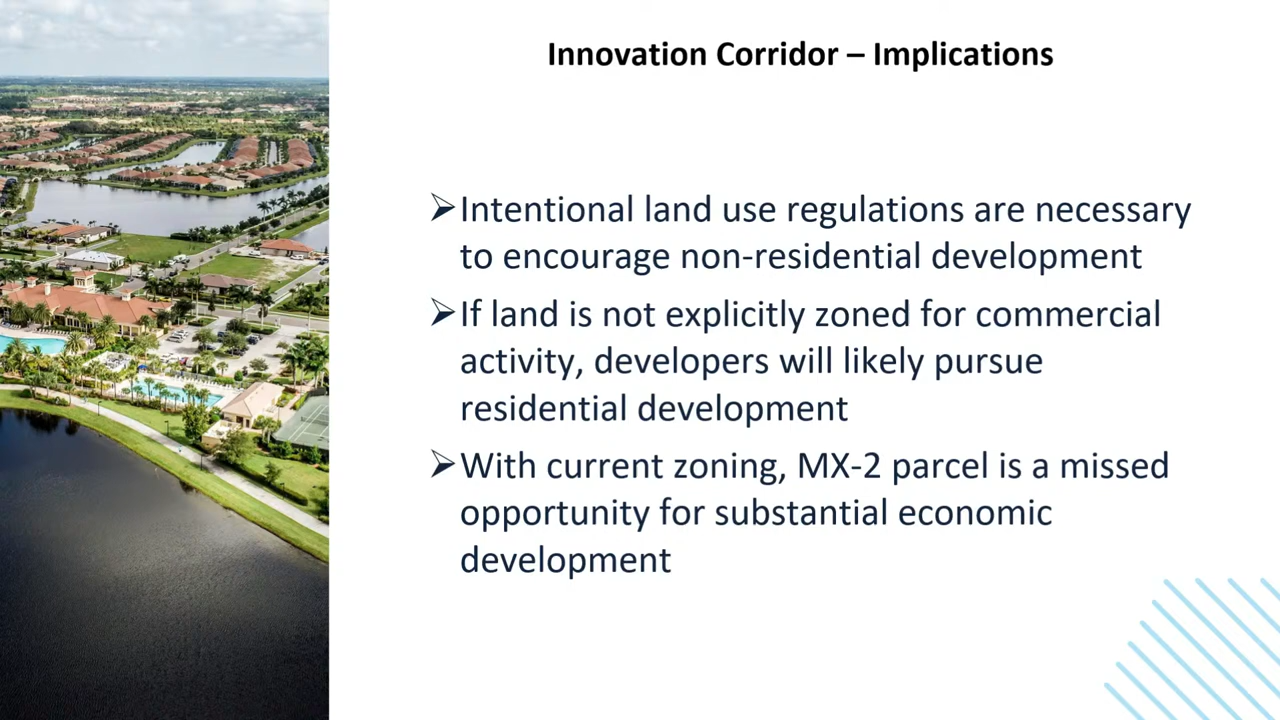 Innovation Corridor – Implications
➢Intentional land use regulations are necessary
to encourage non-residential development
➢If land is not explicitly zoned for commercial
activity, developers will likely pursue
residential development
➢With current zoning, MX-2 parcel is a missed
opportunity for substantial economic
development